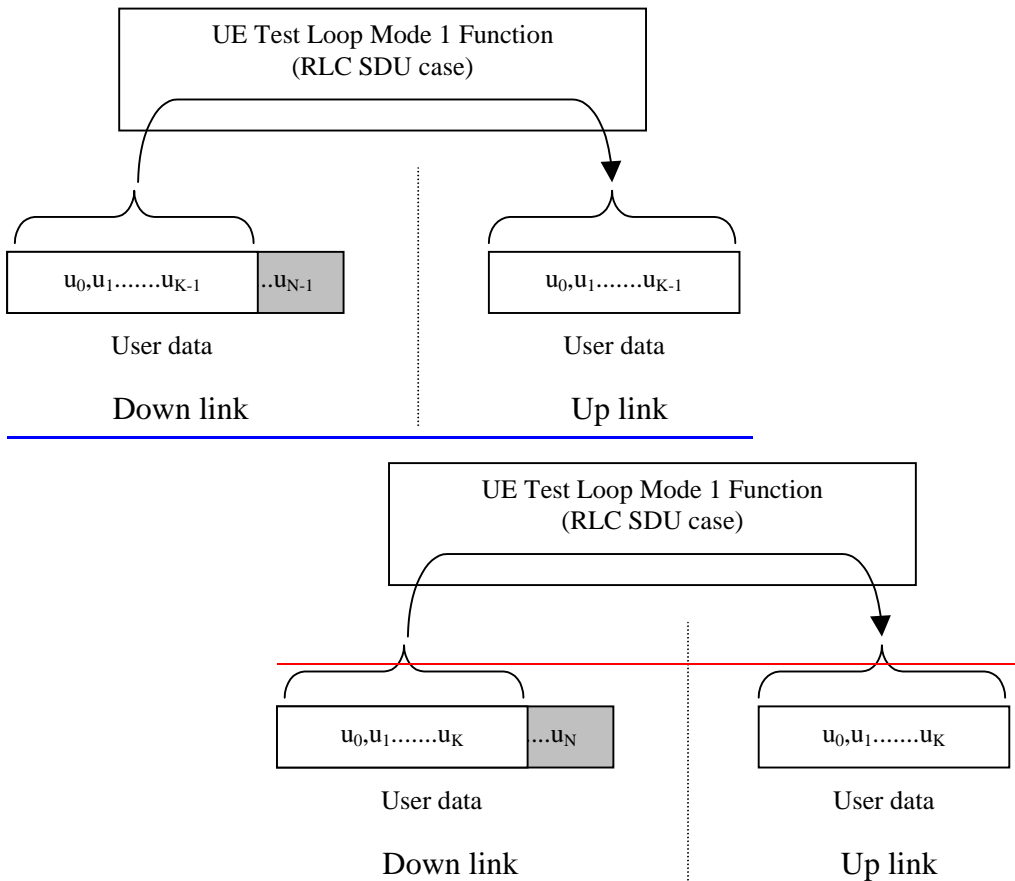 UE Test Loop Mode 1 Function
(RLC SDU case)
u0,u1.......uK-1 ..uN-1 u0,u1.......uK-1
User data User data
Down link Up link
UE Test Loop Mode 1 Function
(RLC SDU case)
u0,u1.......uK ....uN u0,u1.......uK
User data User data
Down link Up link